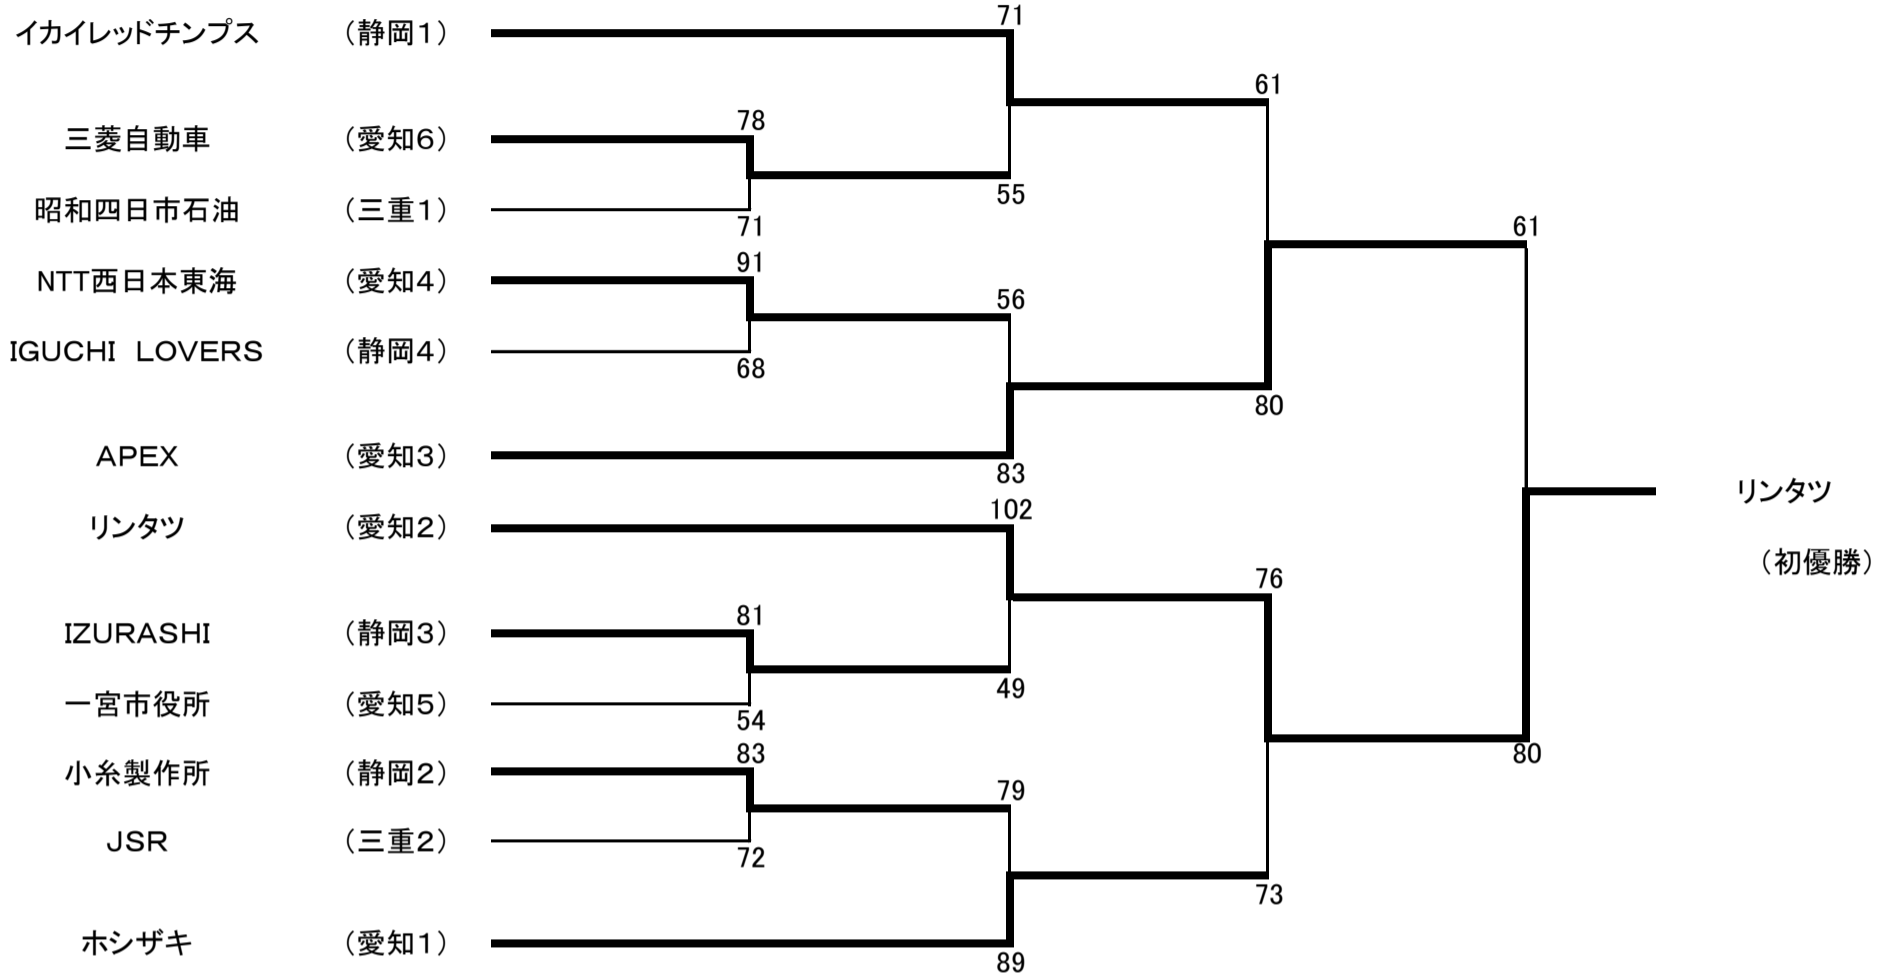 71
イカイレッドチンプス （静岡１）
61
78
三菱自動車 （愛知６）
55
昭和四日市石油 （三重１）
71
61
91
NTT西日本東海 （愛知４）
56
IGUCHI　LOVERS （静岡４）
68
80
APEX （愛知３）
83
102
リンタツ
リンタツ （愛知２）
（初優勝）
76
81
IZURASHI （静岡３）
49
一宮市役所 （愛知５）
54
83
80
小糸製作所 （静岡２）
79
JSR （三重２）
72
73
ホシザキ （愛知１）
89